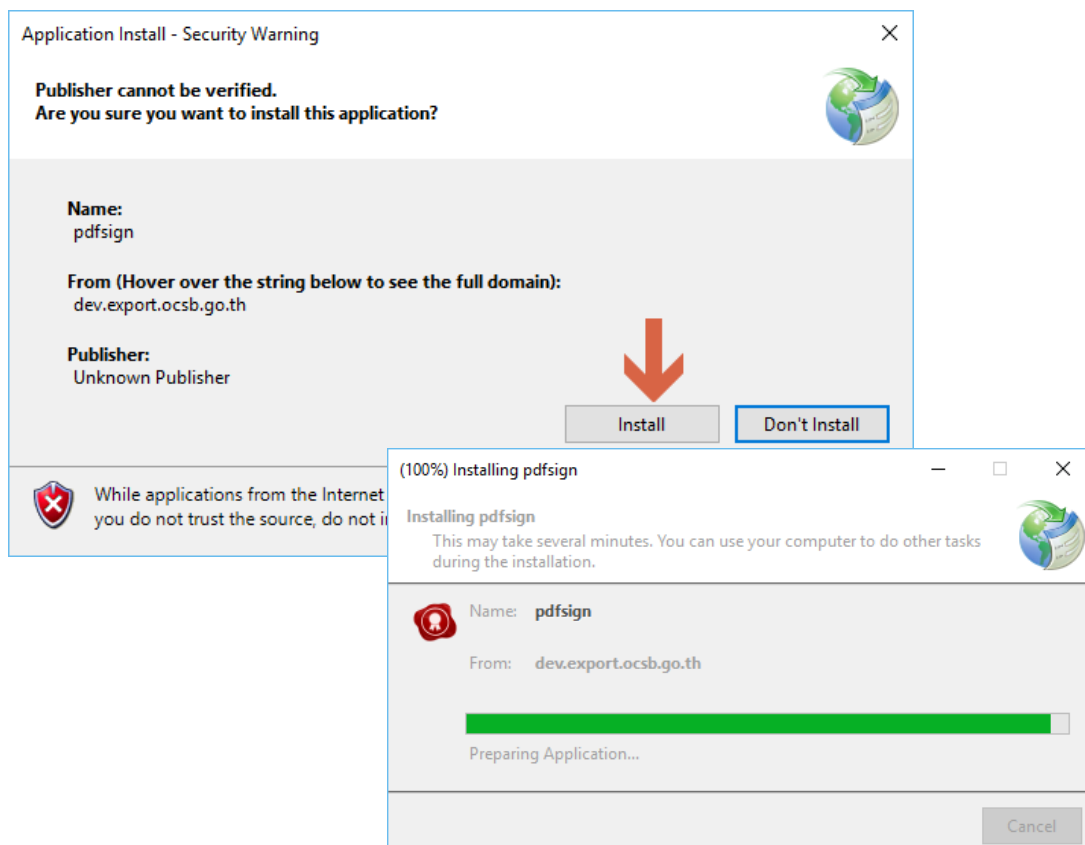 Application Install - Security Warning
Publisher cannot be verified.
Are you sure you want to install this application?
Name:
pdfsign
From (Hover over the string below to see the full domain):
dev.export.ocsb.go.th
Publisher:
Unknown Publisher
Install
Don't Install
While applications from the Internet
you do not trust the source, do not
(100%) Installing pdfsign
Installing pdfsign
This may take several minutes. You can use your computer to do other tasks
during the installation.
Name: pdfsign
From: dev.export.ocsb.go.th
Preparing Application...
Cancel